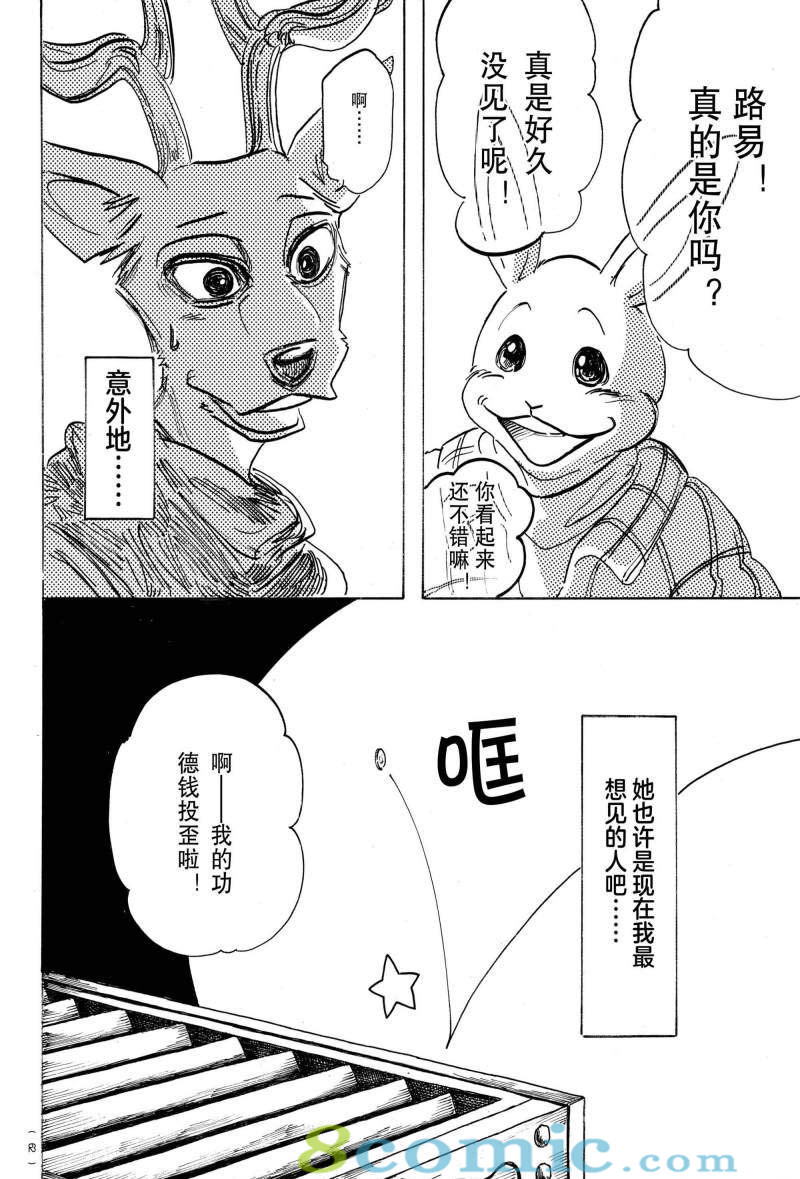 路易！
真的是你吗？
真是好久
没见了呢！
你看起来
还不错嘛！
啊……
意外地……
她也许是现在我最
想见的人吧……
哐
啊——我的功
德钱投歪啦！
8comic.com